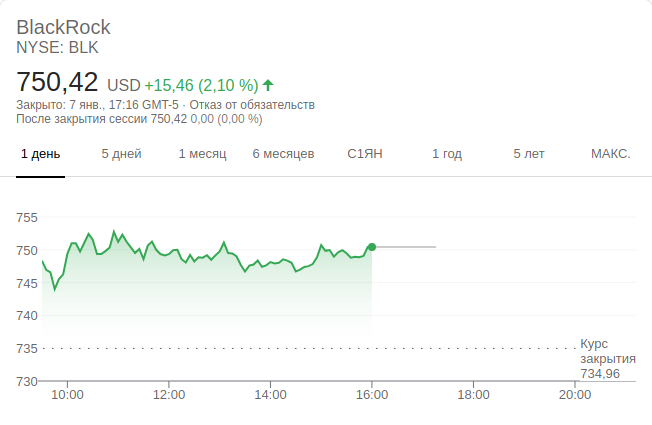 BlackRock
NYSE: BLK
750,42 USD +15,46 (2,10 %)
Закрыто: 7 янв., 17:16 GMT-5 · Отказ от обязательств
После закрытия сессии 750,42 0,00 (0,00 %)
1 день 5 дней 1 месяц 6 месяцев С1ЯН 1 год 5 лет МАКС.
755
750
745
740
735
Курс
закрытия
734,96
730
10:00 12:00 14:00 16:00 18:00 20:00